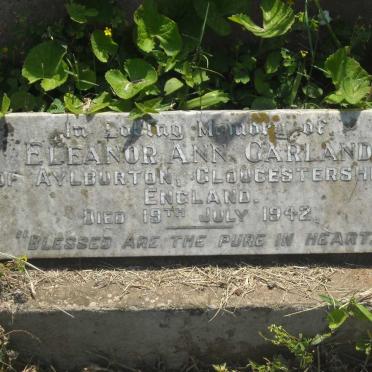 In Loving Memory of
Eleanor Ann Garland
of Aylburton, Gloucestershire
England.
Died 19th July 1942.
"Blessed are the pure in heart.